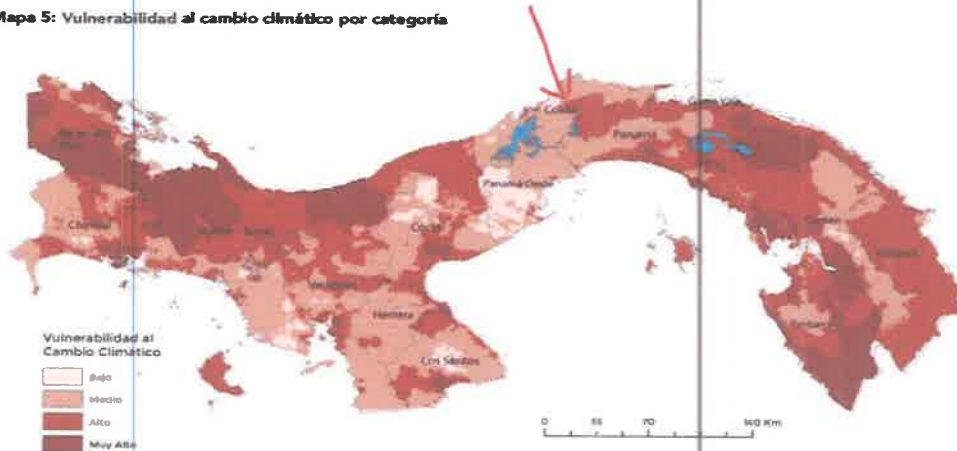 Mapa 5: Vulnerabilidad al cambio climático por categoría
Colón
Panamá
Panamá Oeste
Chiriquí
Coclé
Veraguas
Herrera
Los Santos
Darién
Emberá
Vulnerabilidad al
Cambio Climático
Bajo
Medio
Alto
Muy Alto
0 35 70 140 Km